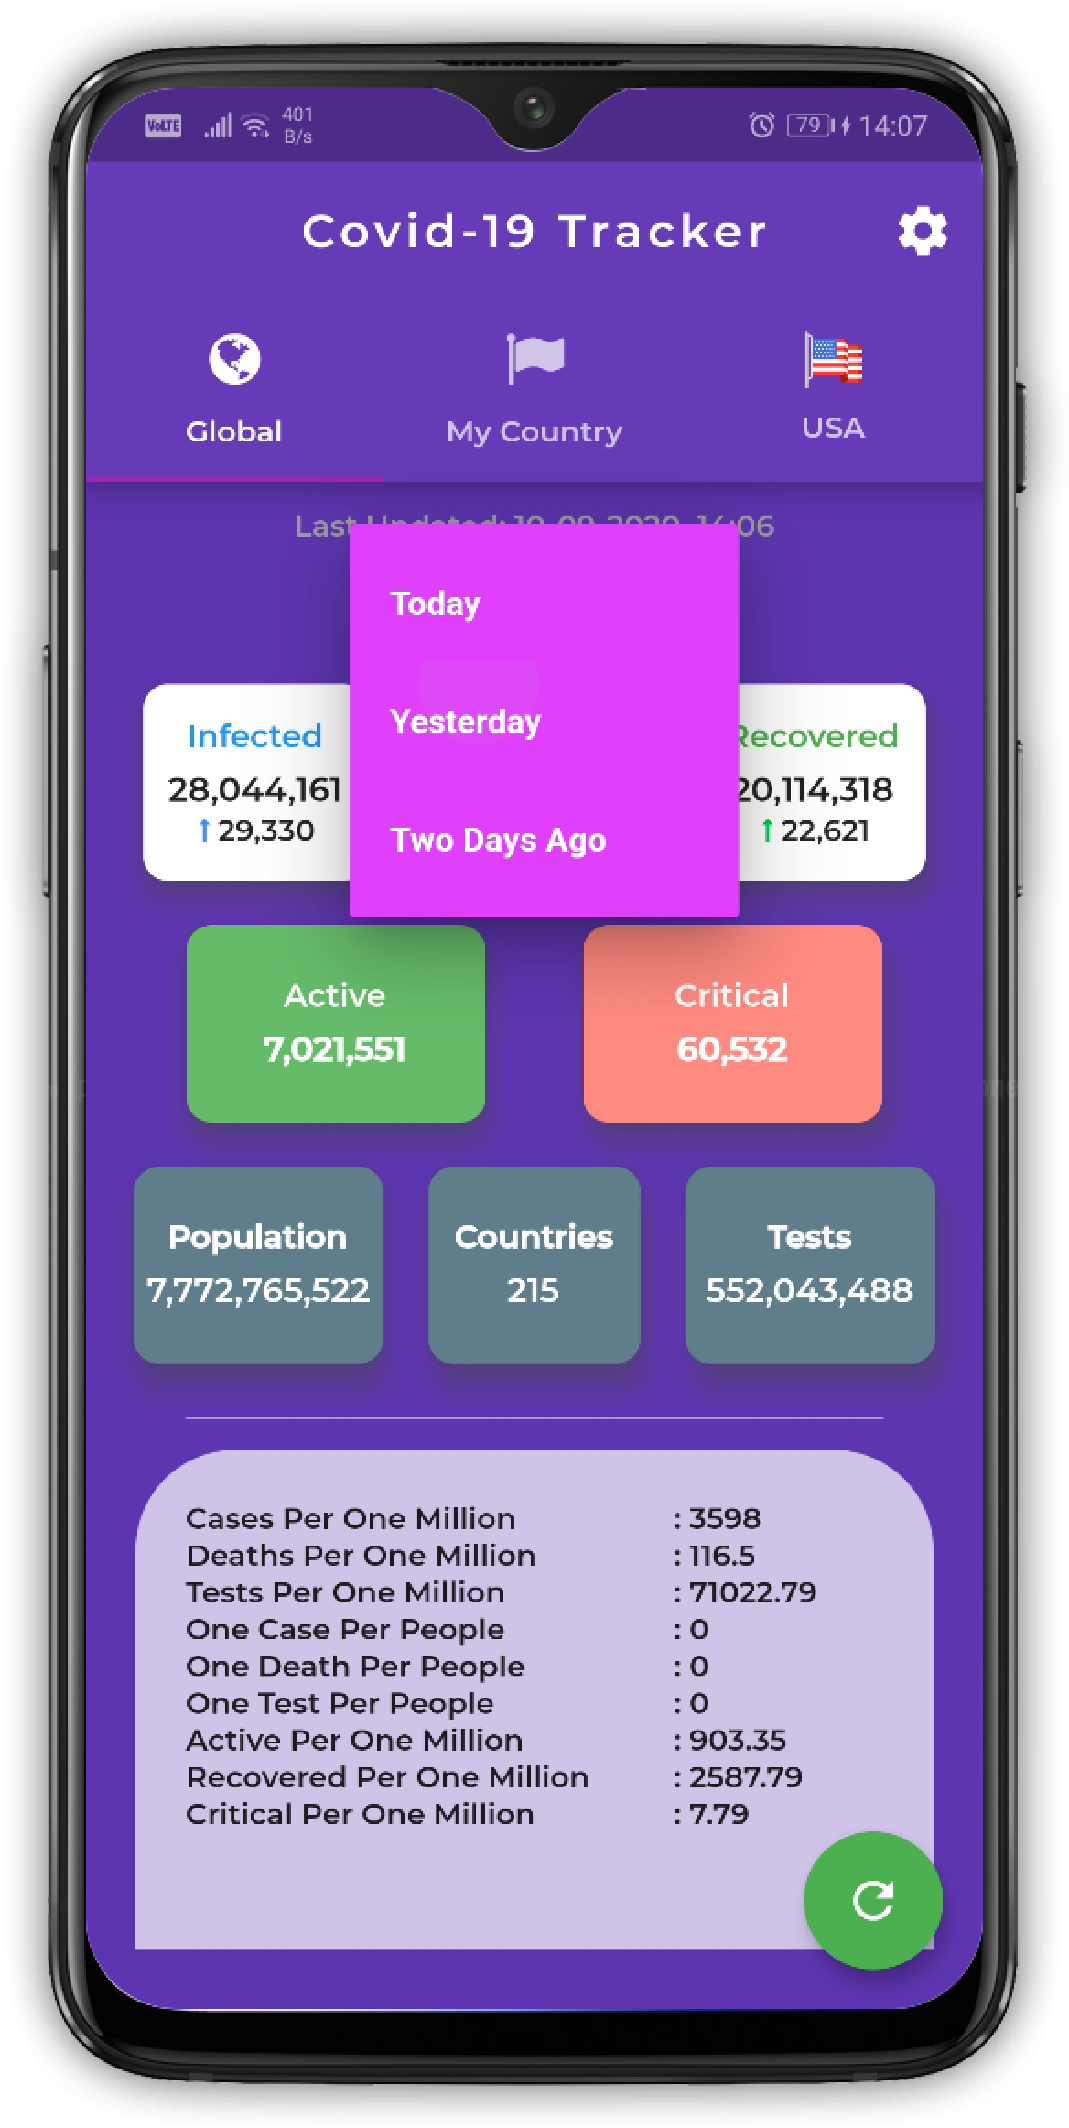 VoLTE 401 B/s 79 14:07
Covid-19 Tracker
Global My Country USA
Last Updated: 10-09-2020 14:06
Today
Yesterday
Two Days Ago
Infected Recovered
28,044,161 20,114,318
29,330 22,621
Active Critical
7,021,551 60,532
Population Countries Tests
7,772,765,522 215 552,043,488
Cases Per One Million : 3598
Deaths Per One Million : 116.5
Tests Per One Million : 71022.79
One Case Per People : 0
One Death Per People : 0
One Test Per People : 0
Active Per One Million : 903.35
Recovered Per One Million : 2587.79
Critical Per One Million : 7.79